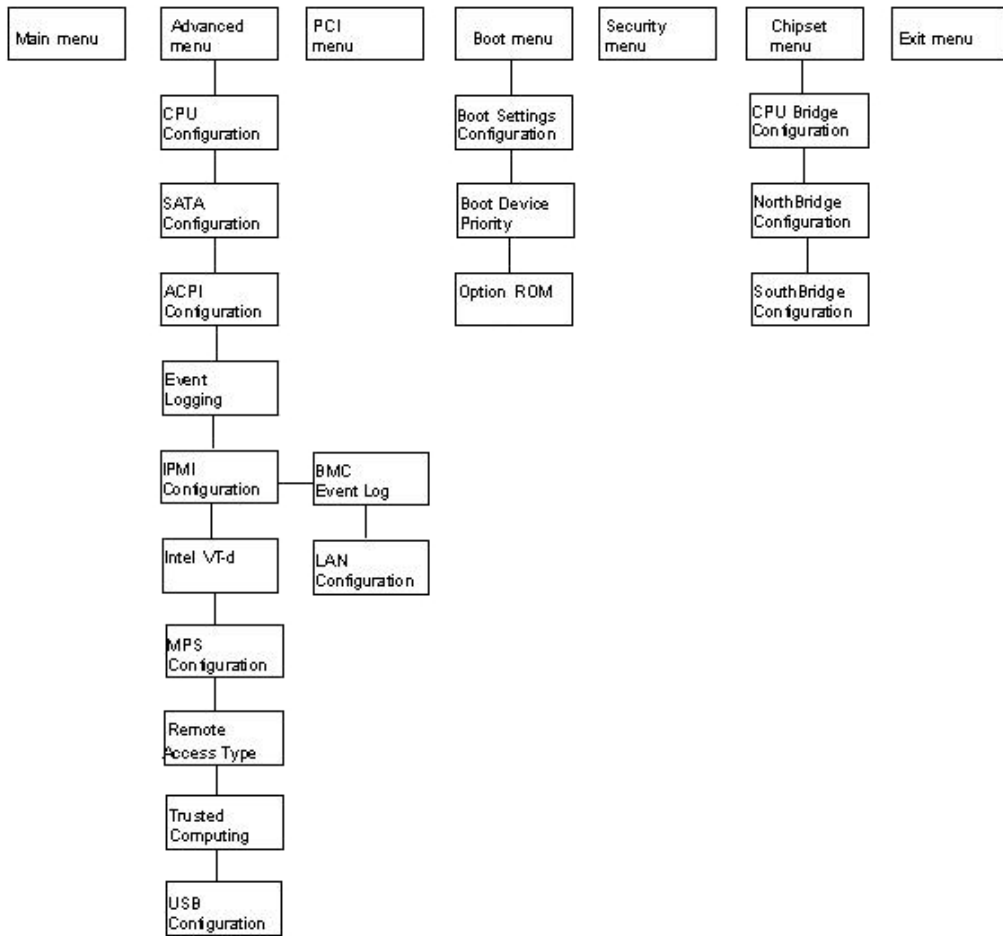 Main menu
Advanced
menu
PCI
menu
Boot menu
Security
menu
Chipset
menu
Exit menu
CPU
Configuration
SATA
Configuration
ACPI
Configuration
Event
Logging
IPMI
Configuration
BMC
Event Log
LAN
Configuration
Intel VT-d
MPS
Configuration
Remote
Access Type
Trusted
Computing
USB
Configuration
Boot Settings
Configuration
Boot Device
Priority
Option ROM
CPU Bridge
Configuration
NorthBridge
Configuration
SouthBridge
Configuration